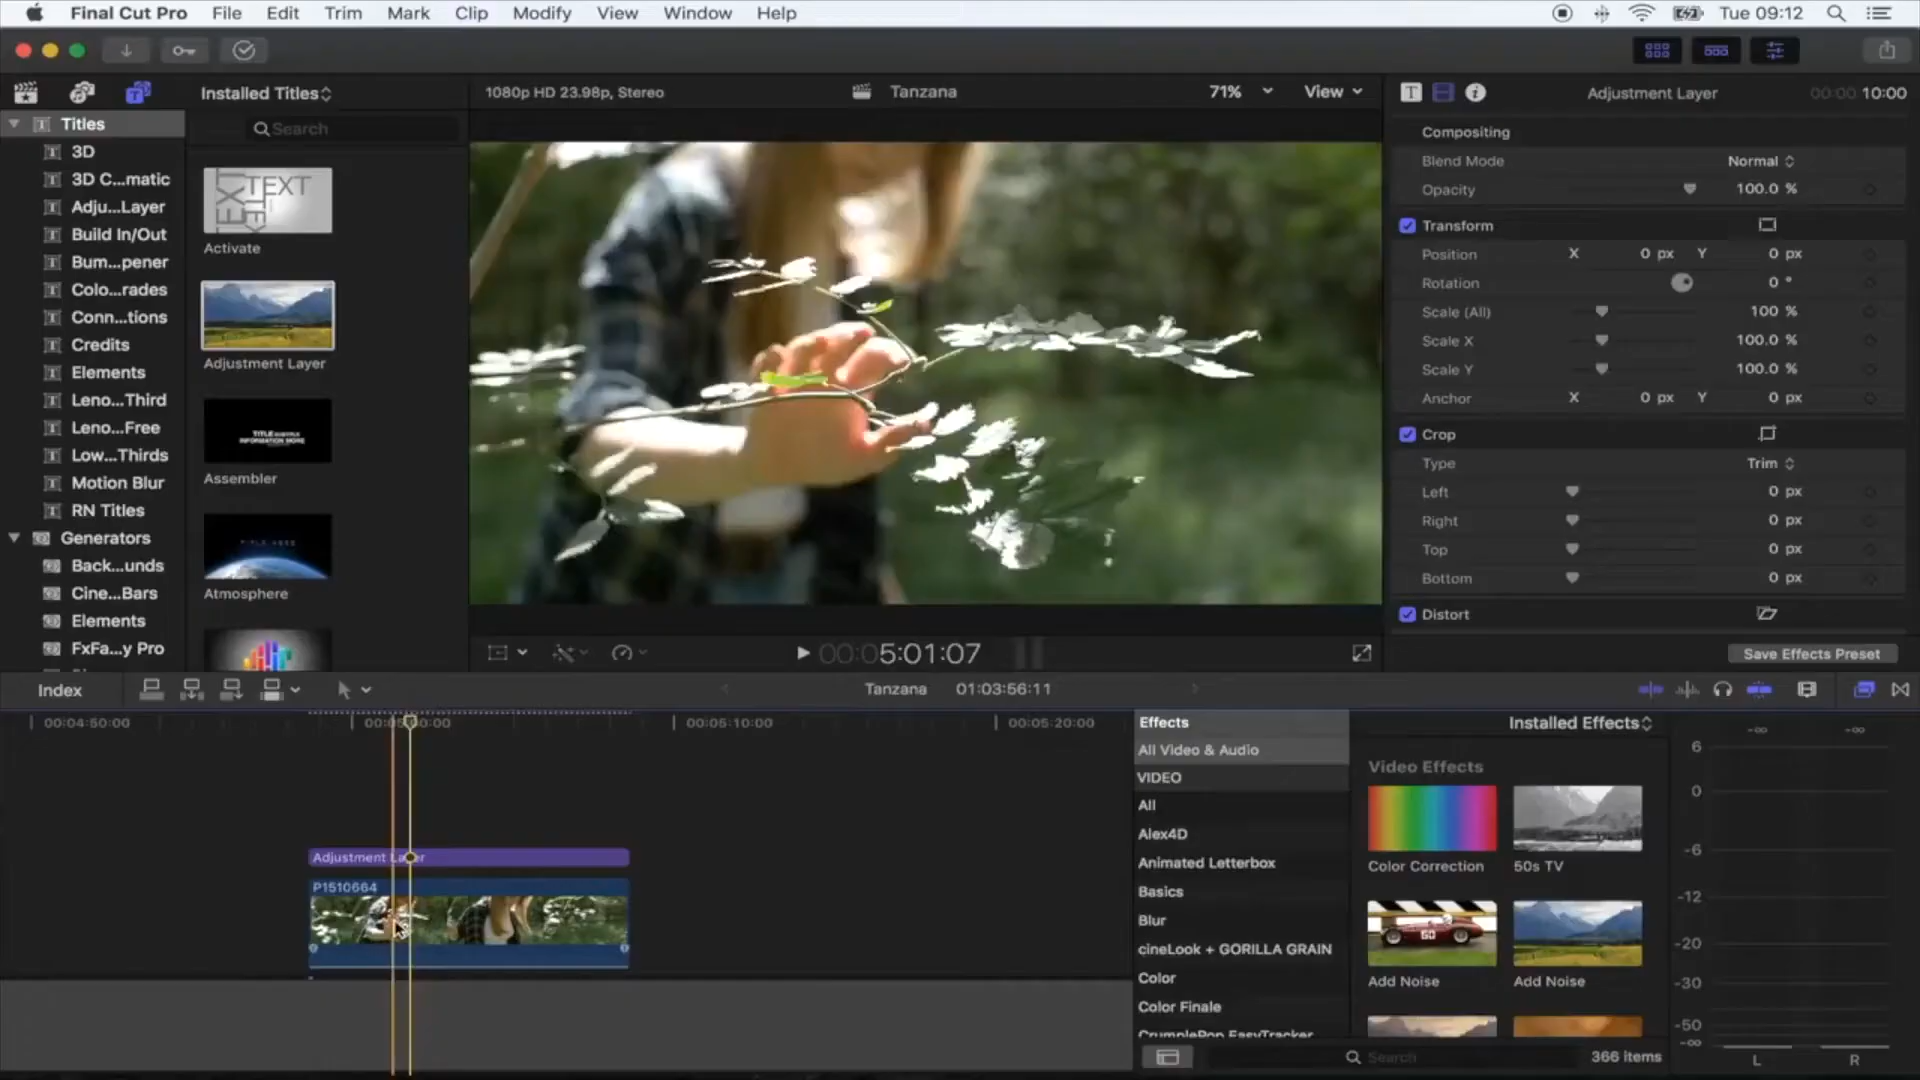 Final Cut Pro File Edit Trim Mark Clip Modify View Window Help Tue 09:12
Installed Titles
1080p HD 23.98p, Stereo Tanzana 71% View
Adjustment Layer 00:00 10:00
Titles
Search
3D
3D C...matic
Adju...Layer
Build In/Out
Bum...pener
Colo...rades
Conn...tions
Credits
Elements
Leno...Third
Leno...Free
Low...Thirds
Motion Blur
RN Titles
Generators
Back...unds
Cine...Bars
Elements
FxFa...y Pro
TEXT
Activate
Adjustment Layer
Assembler
Atmosphere
Compositing
Blend Mode Normal
Opacity 100.0 %
Transform
Position X 0 px Y 0 px
Rotation 0 °
Scale (All) 100 %
Scale X 100.0 %
Scale Y 100.0 %
Anchor X 0 px Y 0 px
Crop
Type Trim
Left 0 px
Right 0 px
Top 0 px
Bottom 0 px
Distort
Save Effects Preset
00:05:01:07
Index
Tanzana 01:03:56:11
00:04:50:00 00:05:10:00 00:05:20:00
Adjustment Layer
P1510664
Effects
All Video & Audio
VIDEO
All
Alex4D
Animated Letterbox
Basics
Blur
cineLook + GORILLA GRAIN
Color
Color Finale
CrumplePop EasyTracker
Installed Effects
Video Effects
Color Correction
50s TV
60
Add Noise
Add Noise
Search 366 items
-∞ -∞
6
0
-6
-12
-20
-30
-50
-∞
L R